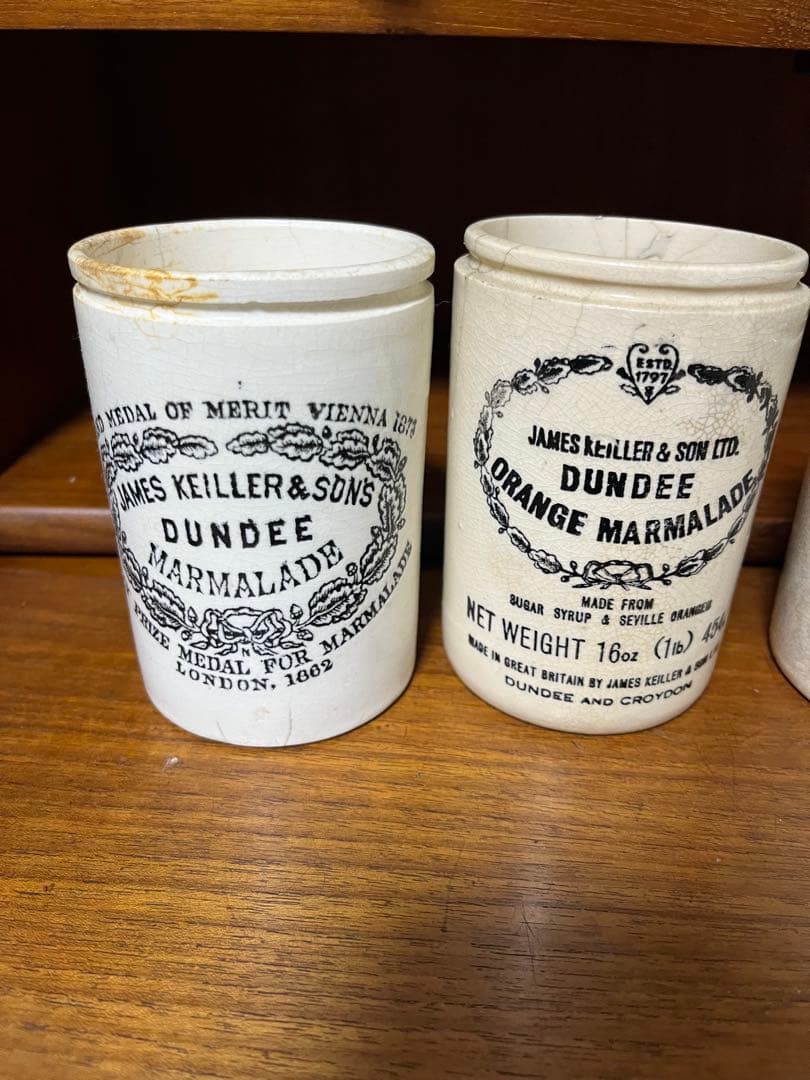 MEDAL OF MERIT VIENNA 1873
JAMES KEILLER & SON'S
DUNDEE
MARMALADE
PRIZE MEDAL FOR MARMALADE
LONDON, 1862
N
ESTD.
1797
JAMES KEILLER & SON LTD.
DUNDEE
ORANGE MARMALADE
MADE FROM
SUGAR SYRUP & SEVILLE ORANGES
NET WEIGHT 16oz (1lb)
MADE IN GREAT BRITAIN BY JAMES KEILLER & SON
DUNDEE AND CROYDON